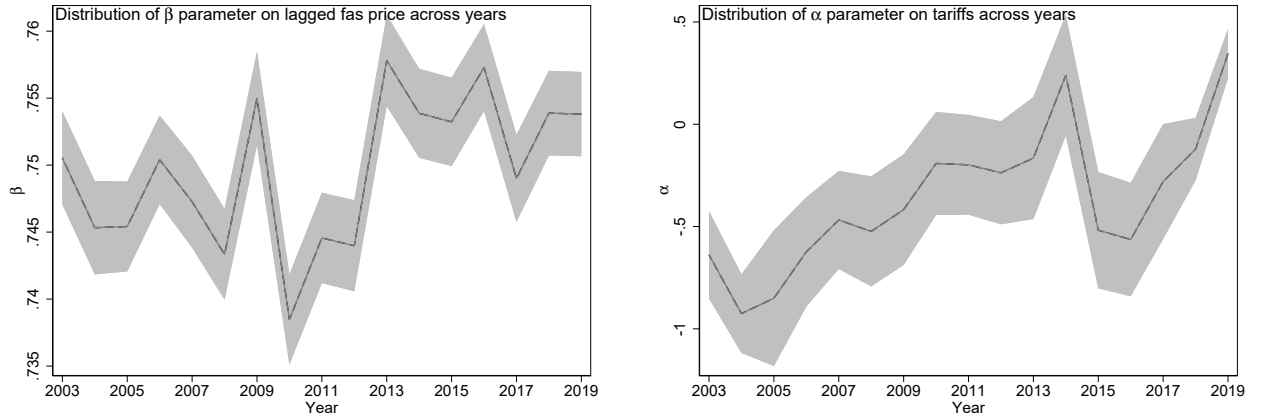 Distribution of β parameter on lagged fas price across years
.76
.755
.75
.745
.74
.735
β
2003 2005 2007 2009 2011 2013 2015 2017 2019
Year
Distribution of α parameter on tariffs across years
.5
0
-.5
-1
α
2003 2005 2007 2009 2011 2013 2015 2017 2019
Year